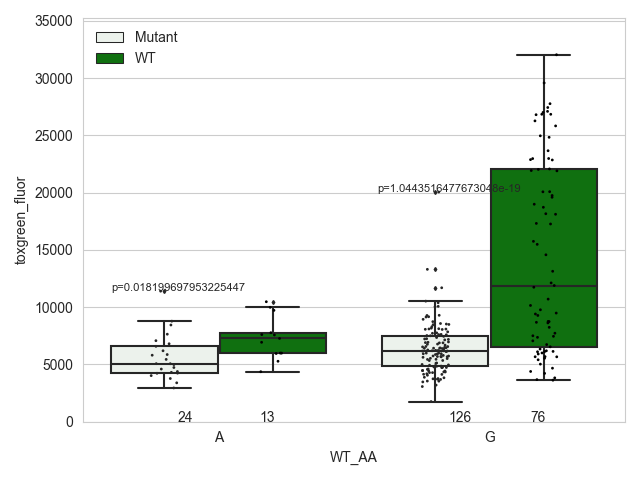 35000
Mutant
WT
30000
25000
20000
p=1.0443516477673048e-19
15000
p=0.018199697953225447
10000
5000
0
24
13
126
76
A
G
WT_AA
toxgreen_fluor